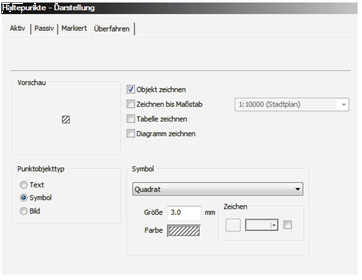 Haltepunkte - Darstellung
Aktiv Passiv Markiert Überfahren
Vorschau
Objekt zeichnen
Zeichnen bis Maßstab 1:10000 (Stadtplan)
Tabelle zeichnen
Diagramm zeichnen
Punktobjekttyp
Text
Symbol
Bild
Symbol
Quadrat
Größe 3.0 mm
Farbe
Zeichen